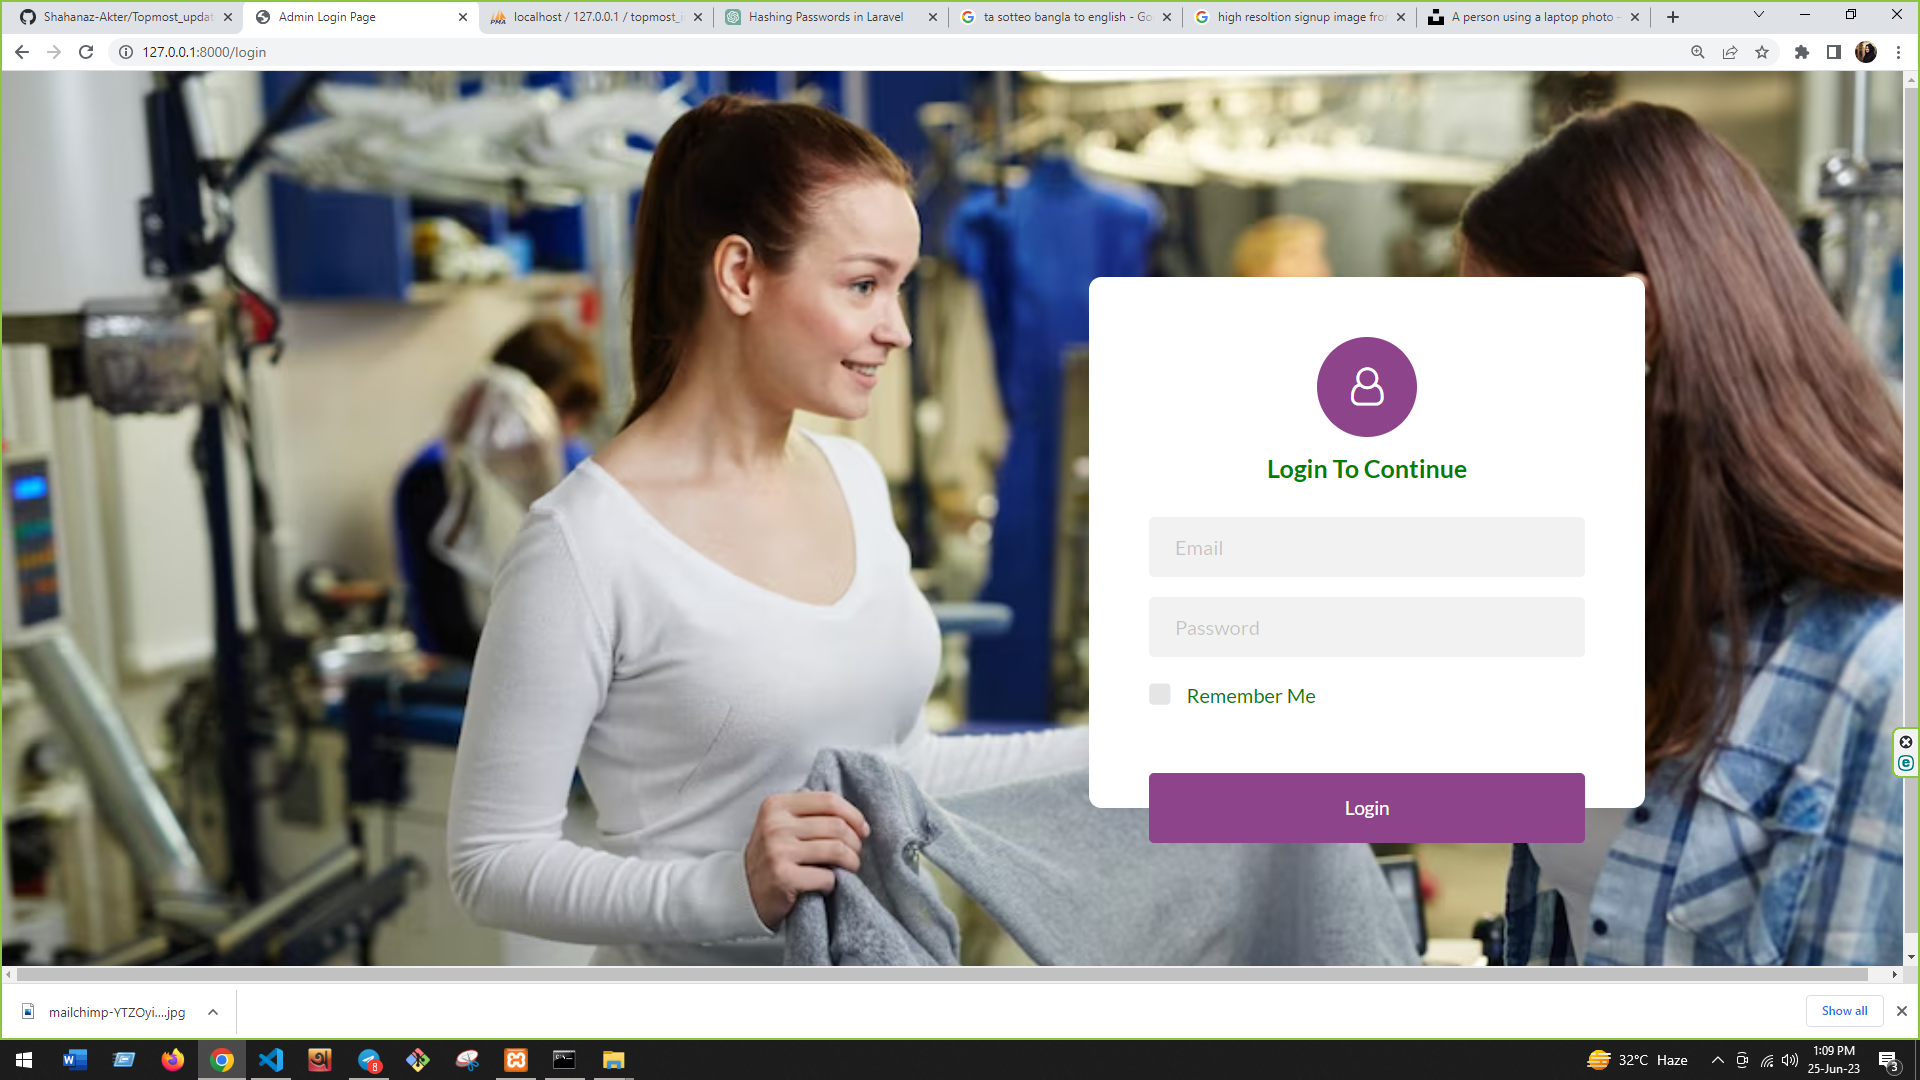 Shahanaz-Akter/Topmost_updat
Admin Login Page
localhost / 127.0.0.1 / topmost_i
Hashing Passwords in Laravel
ta sotteo bangla to english - Go
high resoltion signup image fro
A person using a laptop photo -
127.0.0.1:8000/login
Login To Continue
Email
Password
Remember Me
Login
mailchimp-YTZOyi....jpg
Show all
32°C Haze
1:09 PM
25-Jun-23
3
8